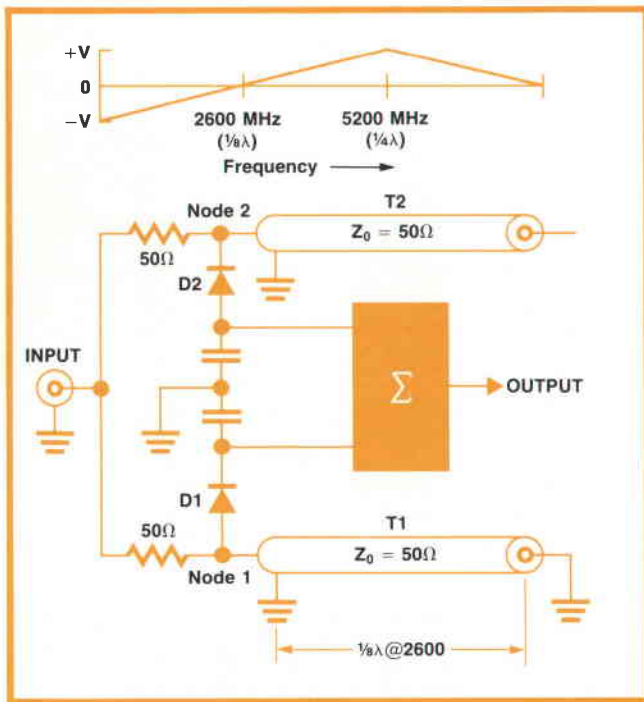 +V
0
−V
2600 MHz
(⅛λ)
5200 MHz
(¼λ)
Frequency
Node 2
T2
Z₀ = 50Ω
50Ω
D2
INPUT
Σ
OUTPUT
D1
50Ω
T1
Z₀ = 50Ω
Node 1
⅛λ@2600